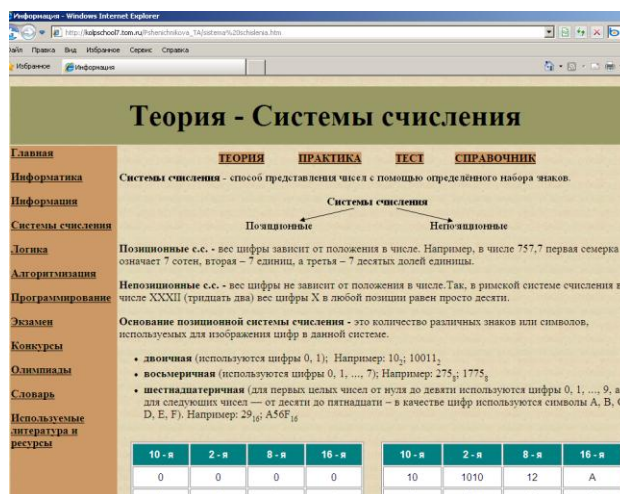 Информация - Windows Internet Explorer
http://kolpschool7.tom.ru/Pshenichnikova_TA/sistema%20schislenia.htm
Файл Правка Вид Избранное Сервис Справка
Избранное Информация
Теория - Системы счисления
Главная
Информатика
Информация
Системы счисления
Логика
Алгоритмизация
Программирование
Экзамен
Конкурсы
Олимпиады
Словарь
Используемые
литература и
ресурсы
ТЕОРИЯ ПРАКТИКА ТЕСТ СПРАВОЧНИК
Системы счисления - способ представления чисел с помощью определённого набора знаков.
Системы счисления
Позиционные Непозиционные
Позиционные с.с. - вес цифры зависит от положения в числе. Например, в числе 757,7 первая семерка
означает 7 сотен, вторая – 7 единиц, а третья – 7 десятых долей единицы.
Непозиционные с.с. - вес цифры не зависит от положения в числе.Так, в римской системе счисления в
числе XXXII (тридцать два) вес цифры X в любой позиции равен просто десяти.
Основание позиционной системы счисления - это количество различных знаков или символов,
используемых для изображения цифр в данной системе.
• двоичная (используются цифры 0, 1); Например: 10₂; 10011₂
• восьмеричная (используются цифры 0, 1, ..., 7); Например: 275₈; 1775₈
• шестнадцатеричная (для первых целых чисел от нуля до девяти используются цифры 0, 1, ..., 9, а
для следующих чисел — от десяти до пятнадцати – в качестве цифр используются символы A, B, C
D, E, F). Например: 29₁₆; A56F₁₆
10 - я 2 - я 8 - я 16 - я
0 0 0 0
10 - я 2 - я 8 - я 16 - я
10 1010 12 A